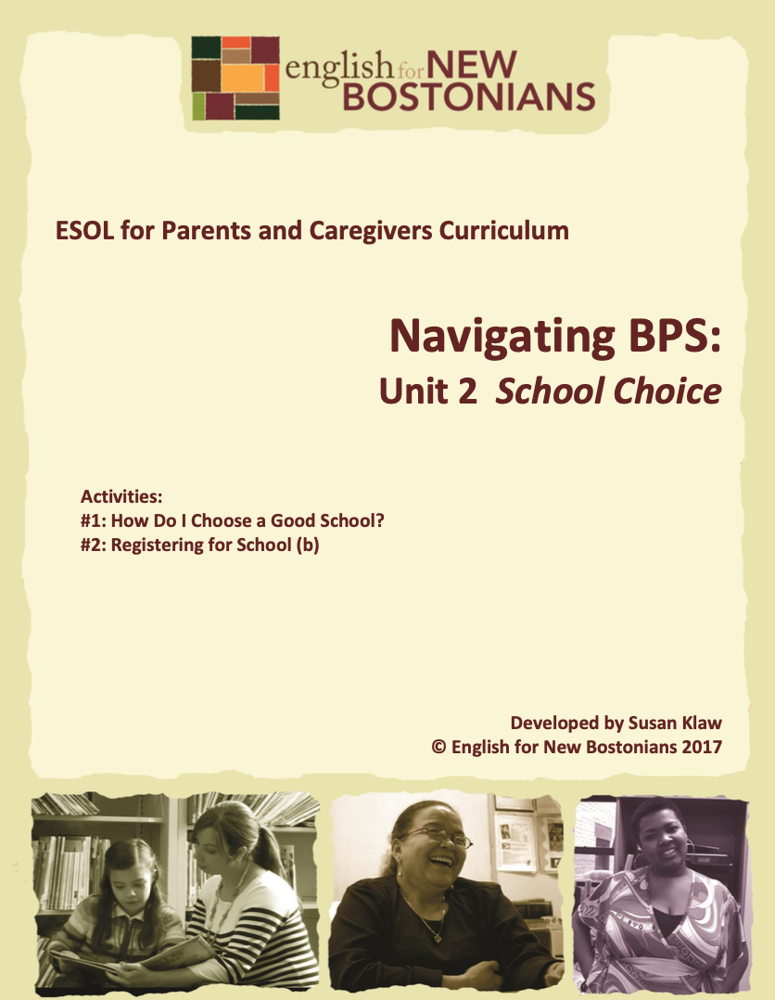 english for NEW
BOSTONIANS
ESOL for Parents and Caregivers Curriculum
Navigating BPS:
Unit 2 School Choice
Activities:
#1: How Do I Choose a Good School?
#2: Registering for School (b)
Developed by Susan Klaw
© English for New Bostonians 2017